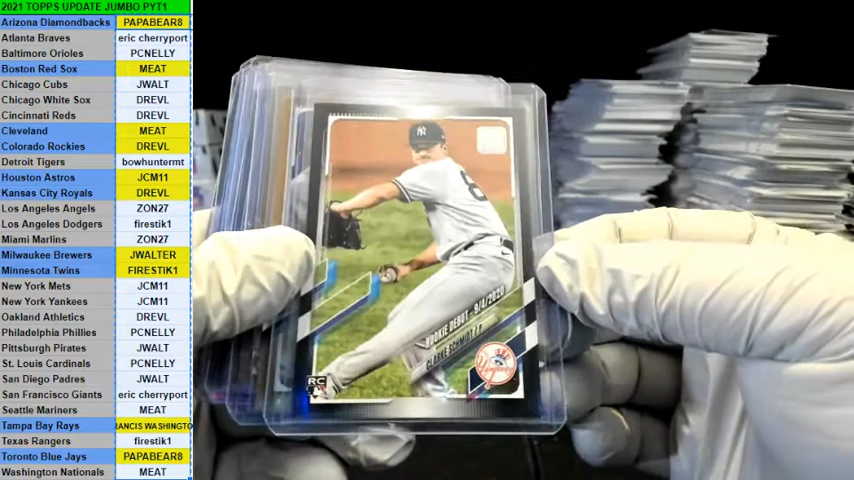 2021 TOPPS UPDATE JUMBO PYT1
Arizona Diamondbacks PAPABEAR8
Atlanta Braves eric cherryport
Baltimore Orioles PCNELLY
Boston Red Sox MEAT
Chicago Cubs JWALT
Chicago White Sox DREVL
Cincinnati Reds DREVL
Cleveland MEAT
Colorado Rockies DREVL
Detroit Tigers bowhuntermt
Houston Astros JCM11
Kansas City Royals DREVL
Los Angeles Angels ZON27
Los Angeles Dodgers firestik1
Miami Marlins ZON27
Milwaukee Brewers JWALTER
Minnesota Twins FIRESTIK1
New York Mets JCM11
New York Yankees JCM11
Oakland Athletics DREVL
Philadelphia Phillies PCNELLY
Pittsburgh Pirates JWALT
St. Louis Cardinals PCNELLY
San Diego Padres JWALT
San Francisco Giants eric cherryport
Seattle Mariners MEAT
Tampa Bay Rays RANCIS WASHINGTO
Texas Rangers firestik1
Toronto Blue Jays PAPABEAR8
Washington Nationals MEAT
ROOKIE DEBUT - 9/4/2020
CLARKE SCHMIDT
RC